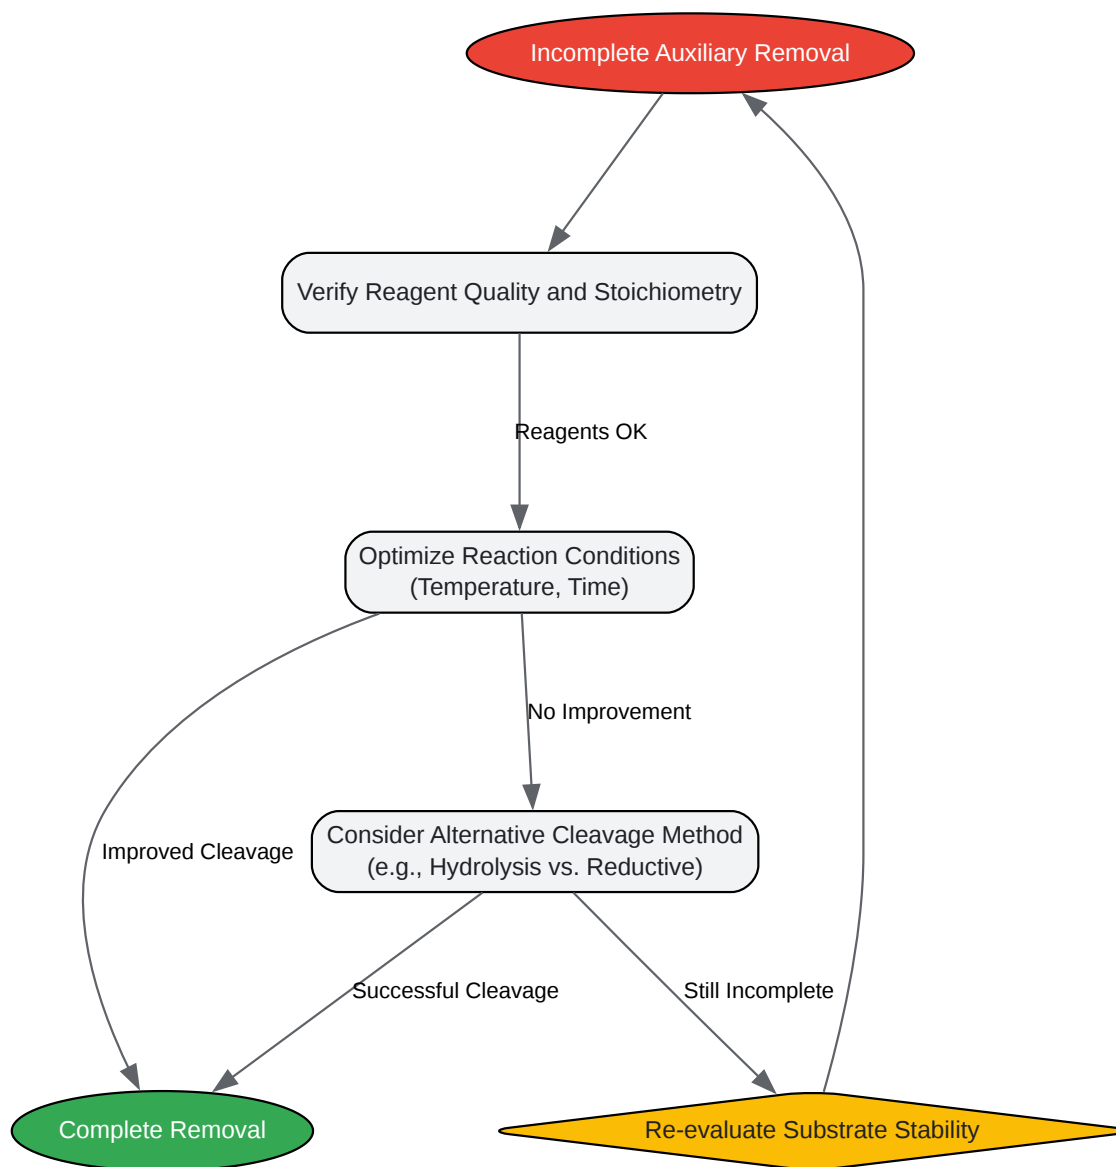 Incomplete Auxiliary Removal
Verify Reagent Quality and Stoichiometry
Reagents OK
Optimize Reaction Conditions
(Temperature, Time)
No Improvement
Consider Alternative Cleavage Method
(e.g., Hydrolysis vs. Reductive)
Improved Cleavage
Successful Cleavage
Still Incomplete
Complete Removal
Re-evaluate Substrate Stability